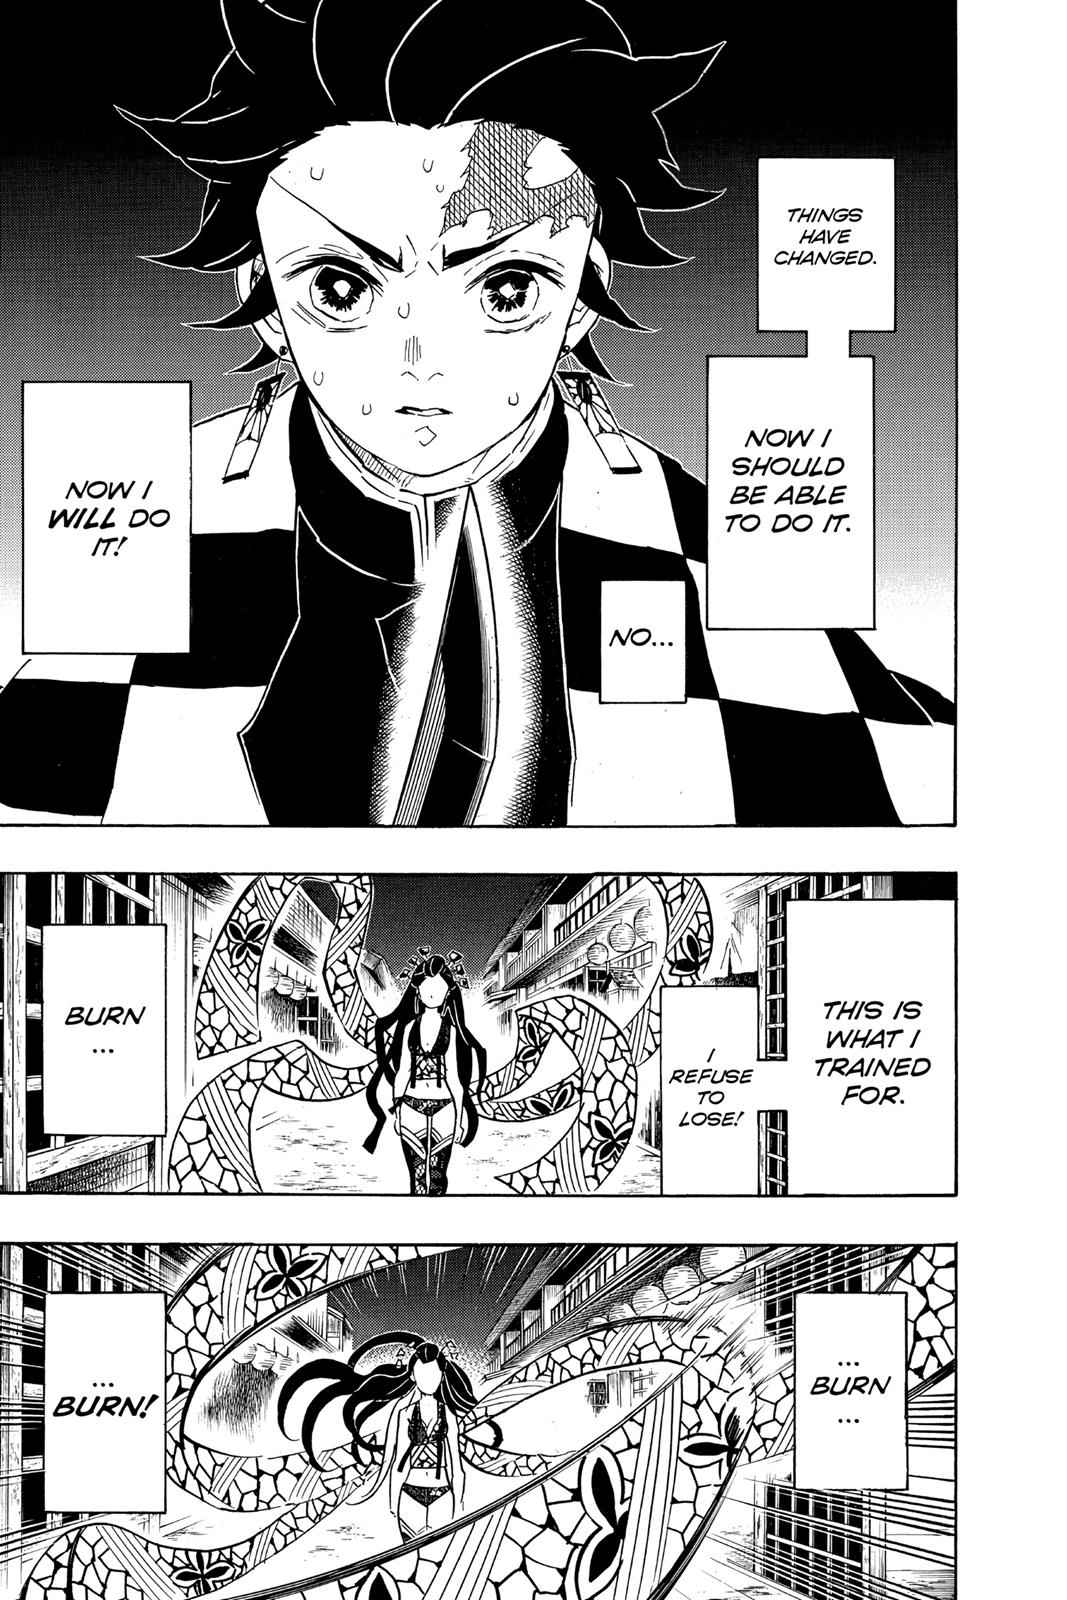 THINGS
HAVE
CHANGED.
NOW I
SHOULD
BE ABLE
TO DO IT.
NO...
NOW I
WILL DO
IT!
THIS IS
WHAT I
TRAINED
FOR.
I
REFUSE
TO
LOSE!
BURN
...
...
BURN
...
...
BURN!